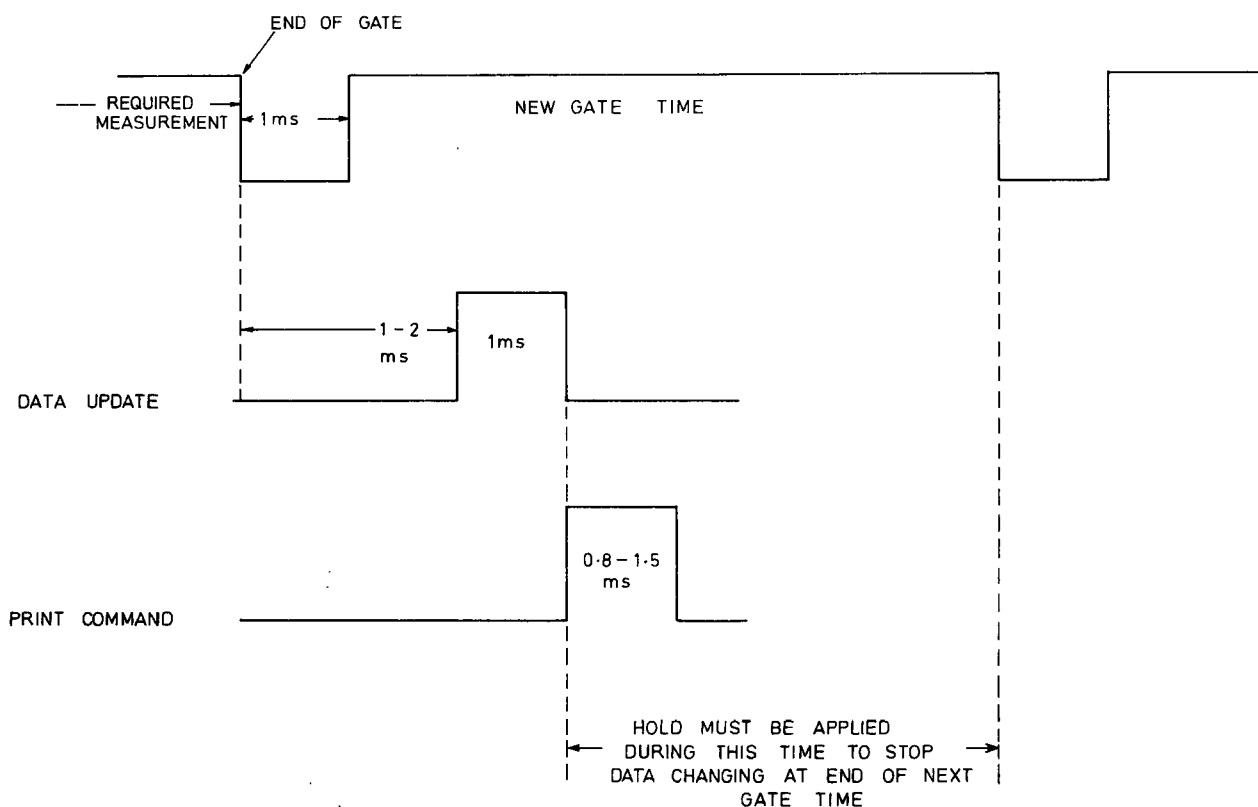 END OF GATE
REQUIRED
MEASUREMENT
1ms
NEW GATE TIME
1-2
ms
1ms
DATA UPDATE
0·8-1·5
ms
PRINT COMMAND
HOLD MUST BE APPLIED
DURING THIS TIME TO STOP
DATA CHANGING AT END OF NEXT
GATE TIME